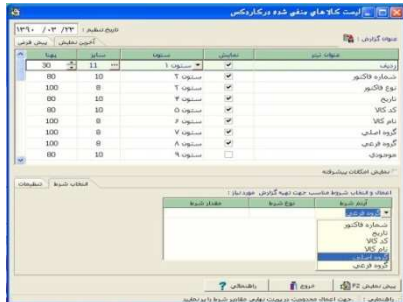 لیست کالاهای منفی شده در کاردکس
تاریخ تنظیم : ۱۳۹۰ / ۰۳ / ۲۳
عنوان گزارش :
آخرین نمایش پیش فرض
عنوان تیتر نمایش ستون سایز پهنا
ردیف ستون ۱ 11 30
شماره فاکتور ستون ۲ 10 80
نوع فاکتور ستون ۳ 8 100
تاریخ ستون ۴ 10 80
کد کالا ستون ۵ 10 80
نام کالا ستون ۶ 8 100
گروه اصلی ستون ۷ 8 100
گروه فرعی ستون ۸ 8 100
موجودی ستون ۹ 10 80
نمایش امکانات پیشرفته
انتخاب شرط تنظیمات
اعمال و انتخاب شروط مناسب جهت تهیه گزارش مورد نیاز :
آیتم شرط نوع شرط مقدار شرط
گروه فرعی
شماره فاکتور
تاریخ
کد کالا
نام کالا
گروه اصلی
گروه فرعی
پیش نمایش F2 خروج راهنمائی